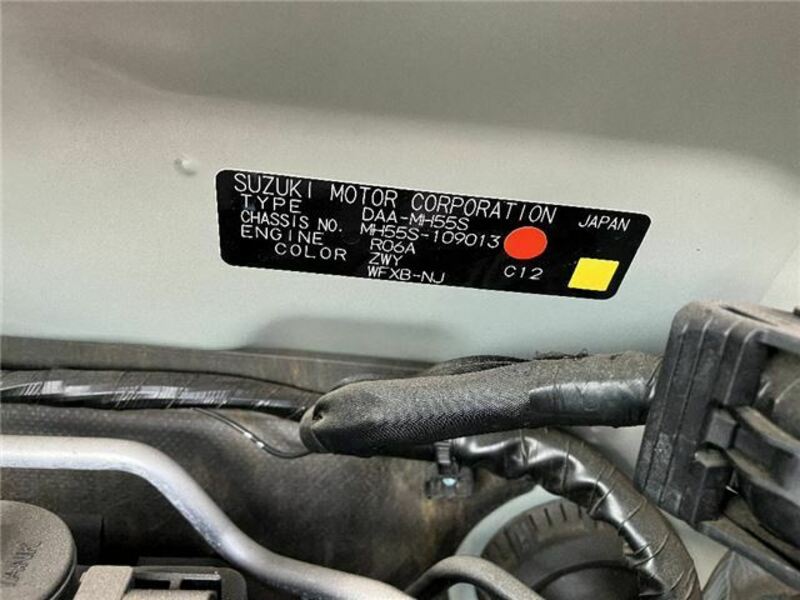 SUZUKI MOTOR CORPORATION JAPAN
TYPE DAA-MH55S
CHASSIS NO. MH55S-109013
ENGINE R06A
COLOR ZWY C12
WFXB-NJ